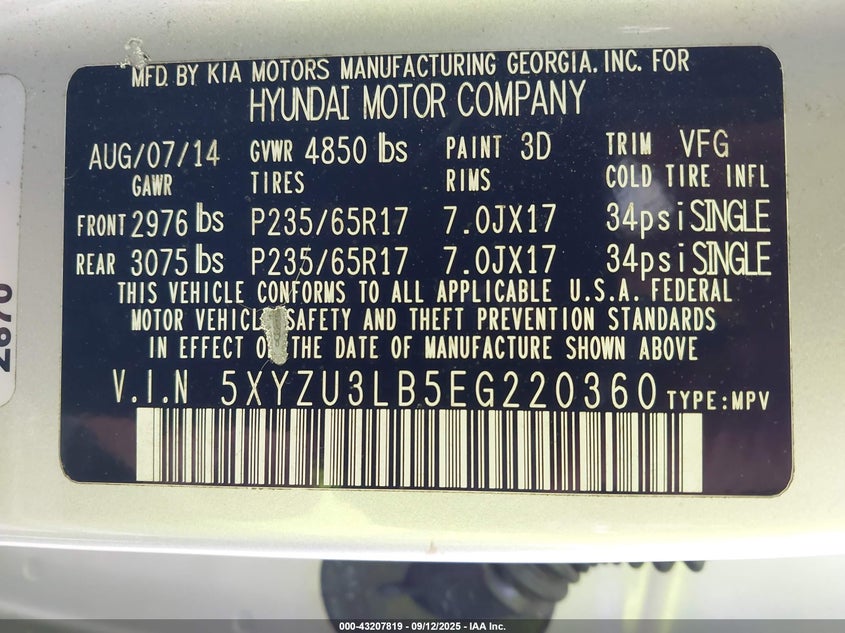 MFD. BY KIA MOTORS MANUFACTURING GEORGIA. INC. FOR
HYUNDAI MOTOR COMPANY
AUG/07/14 GVWR 4850 lbs PAINT 3D TRIM VFG
GAWR TIRES RIMS COLD TIRE INFL
FRONT 2976 lbs P235/65R17 7.0JX17 34psi SINGLE
REAR 3075 lbs P235/65R17 7.0JX17 34psi SINGLE
THIS VEHICLE CONFORMS TO ALL APPLICABLE U.S.A. FEDERAL
MOTOR VEHICLE SAFETY AND THEFT PREVENTION STANDARDS
IN EFFECT ON THE DATE OF MANUFACTURE SHOWN ABOVE
V.I.N 5XYZU3LB5EG220360 TYPE:MPV
000-43207819 - 09/12/2025 - IAA Inc.